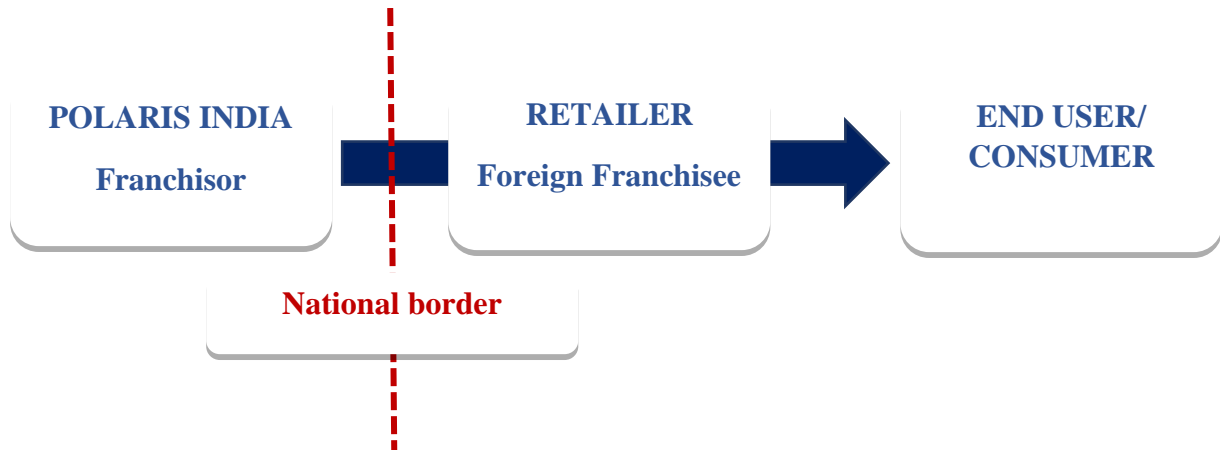 POLARIS INDIA
Franchisor
RETAILER
Foreign Franchisee
END USER/
CONSUMER
National border